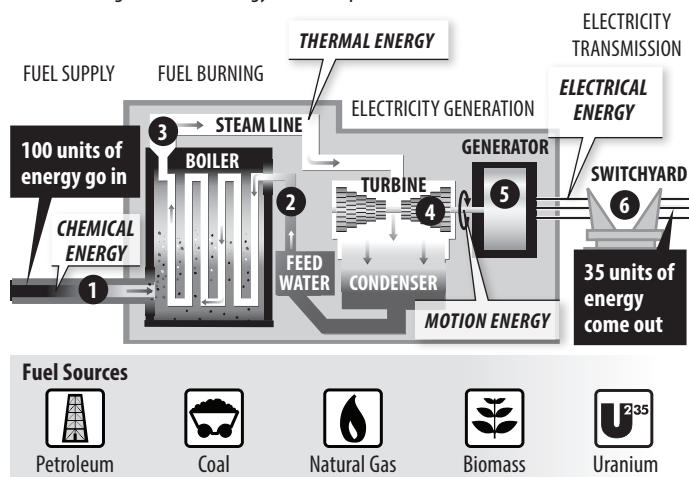 ELECTRICITY
TRANSMISSION
THERMAL ENERGY
FUEL SUPPLY
FUEL BURNING
ELECTRICAL
ENERGY
ELECTRICITY GENERATION
3
STEAM LINE
GENERATOR
100 units of
energy go in
BOILER
SWITCHYARD
TURBINE
2
4
5
6
CHEMICAL
ENERGY
FEED
WATER
CONDENSER
35 units of
energy
come out
1
MOTION ENERGY
Fuel Sources
U235
Petroleum
Coal
Natural Gas
Biomass
Uranium